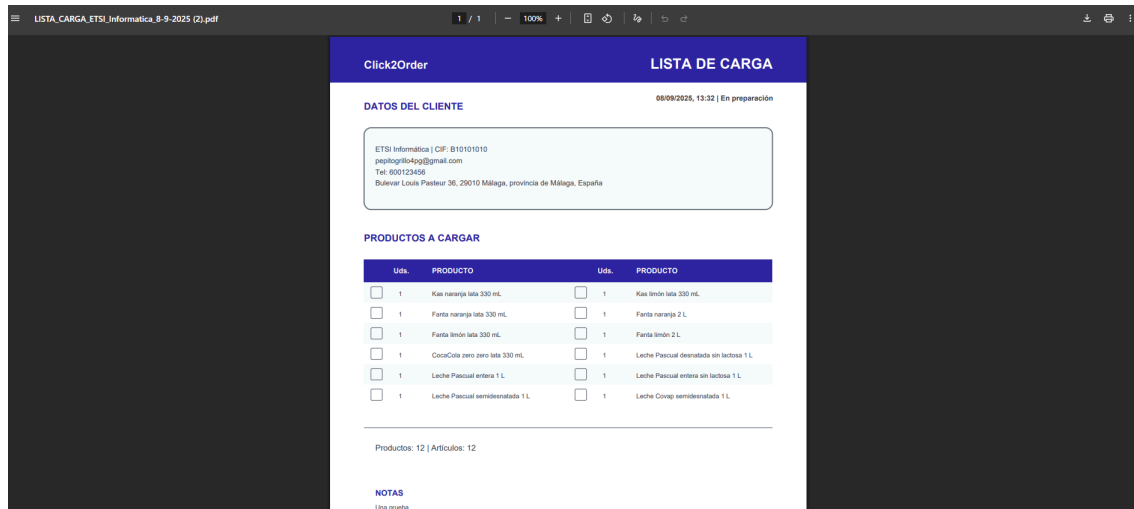 LISTA_CARGA_ETSI_Informatica_8-9-2025 (2).pdf
1 / 1
100%
Click2Order
LISTA DE CARGA
08/09/2025, 13:32 | En preparación
DATOS DEL CLIENTE
ETSI Informática | CIF: B10101010
pepitogrillo4pg@gmail.com
Tel: 600123456
Bulevar Louis Pasteur 36, 29010 Málaga, provincia de Málaga, España
PRODUCTOS A CARGAR
Uds. PRODUCTO Uds. PRODUCTO
1 Kas naranja lata 330 mL 1 Kas limón lata 330 mL
1 Fanta naranja lata 330 mL 1 Fanta naranja 2 L
1 Fanta limón lata 330 mL 1 Fanta limón 2 L
1 CocaCola zero zero lata 330 mL 1 Leche Pascual desnatada sin lactosa 1 L
1 Leche Pascual entera 1 L 1 Leche Pascual entera sin lactosa 1 L
1 Leche Pascual semidesnatada 1 L 1 Leche Covap semidesnatada 1 L
Productos: 12 | Artículos: 12
NOTAS
Una prueba